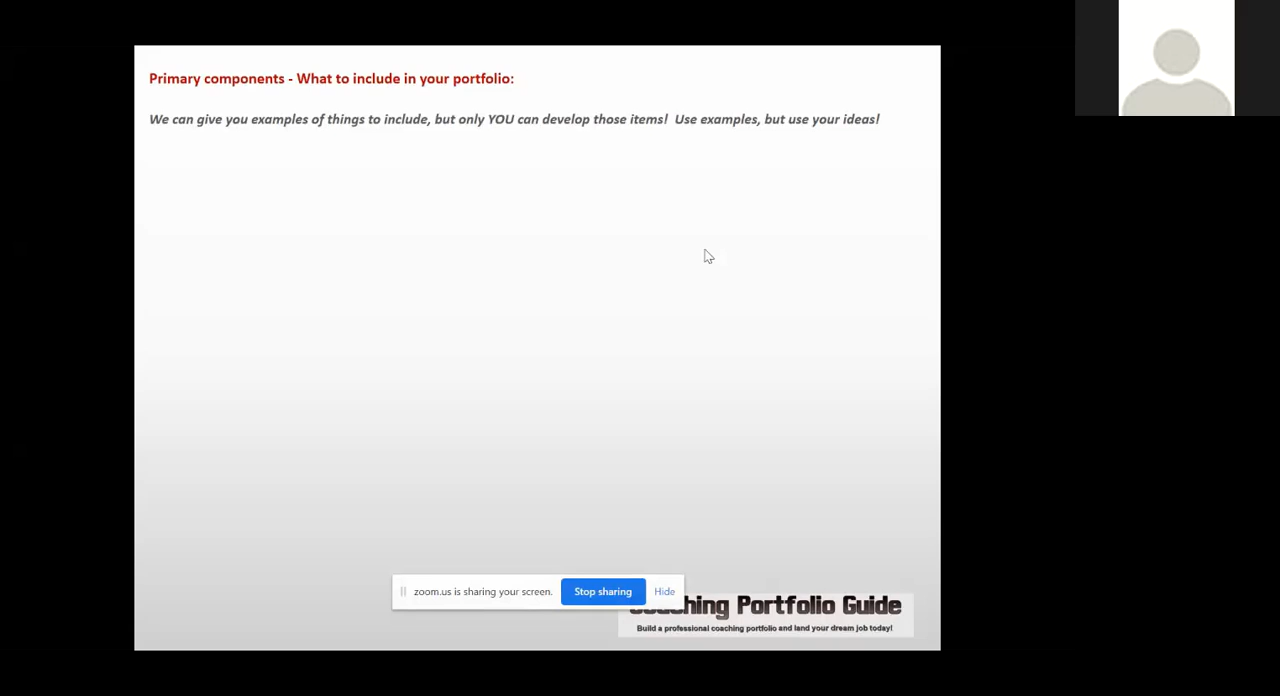 Primary components - What to include in your portfolio:
We can give you examples of things to include, but only YOU can develop those items!  Use examples, but use your ideas!
zoom.us is sharing your screen. Stop sharing Hide
Coaching Portfolio Guide
Build a professional coaching portfolio and land your dream job today!